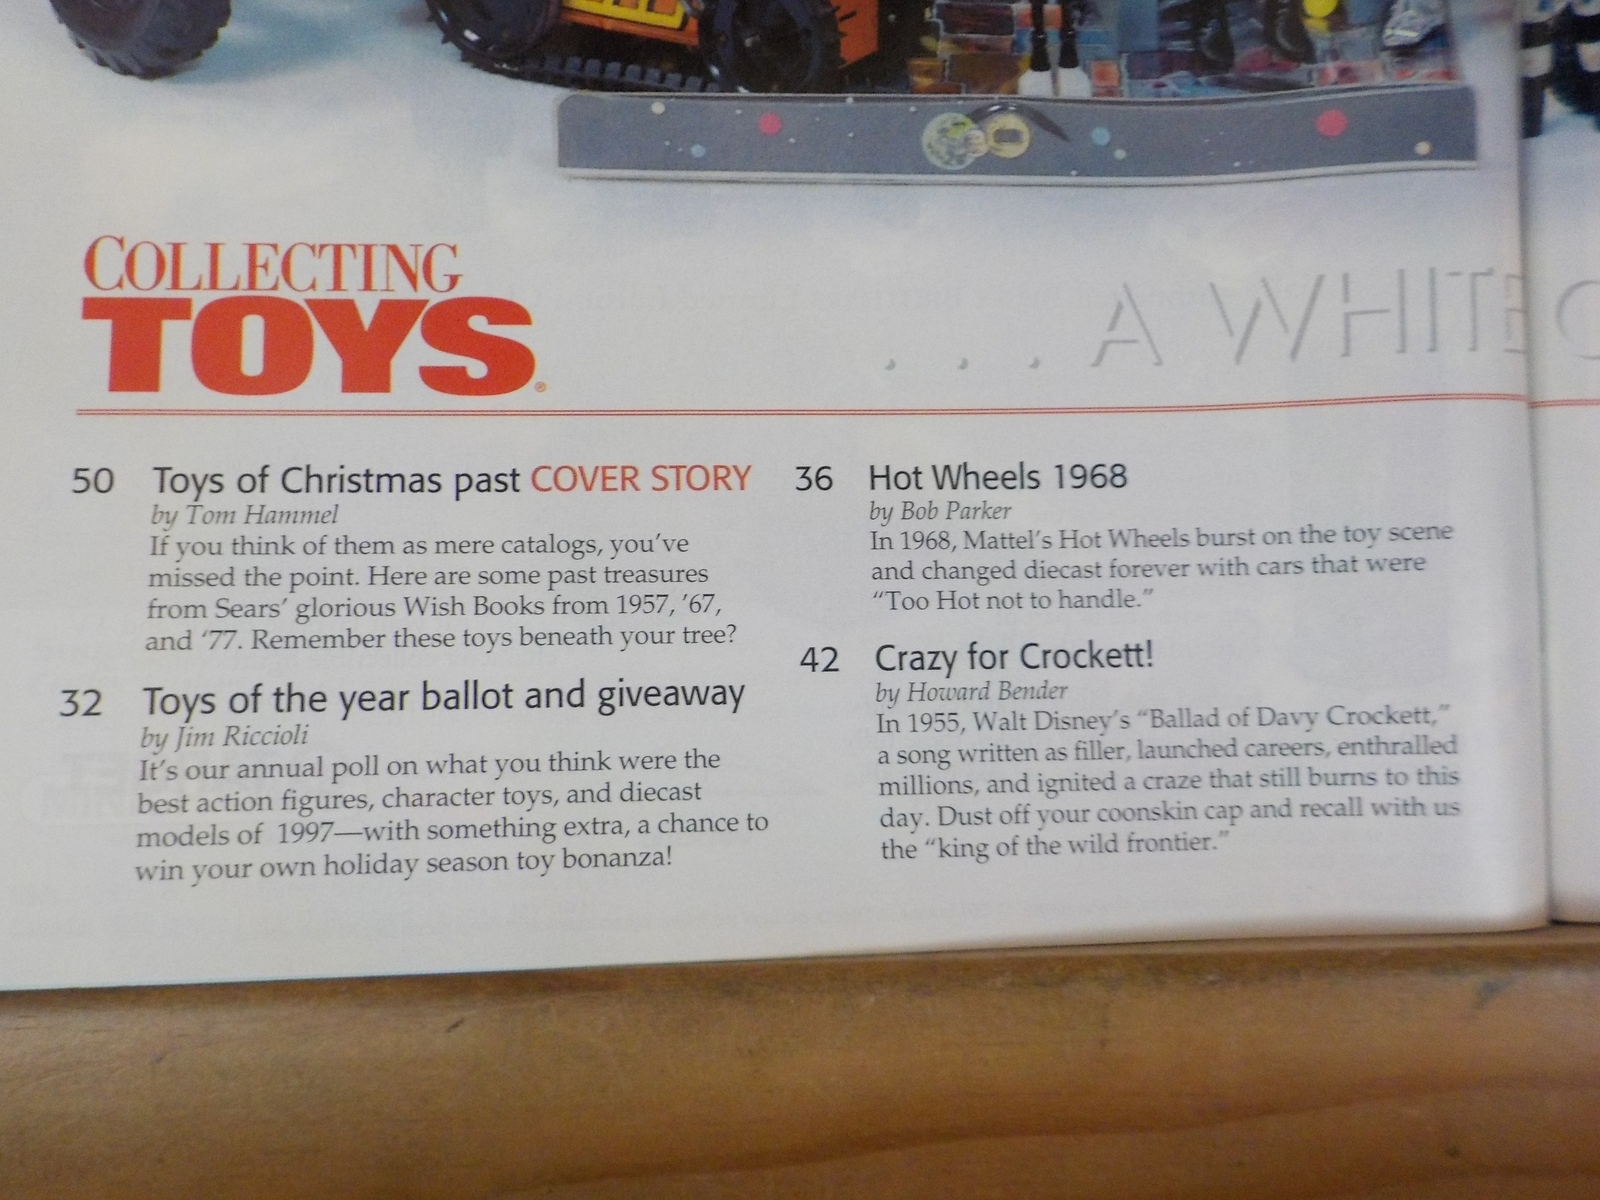 COLLECTING
TOYS®
. . . A WHITE
50 Toys of Christmas past COVER STORY
by Tom Hammel
If you think of them as mere catalogs, you've
missed the point. Here are some past treasures
from Sears' glorious Wish Books from 1957, '67,
and '77. Remember these toys beneath your tree?
32 Toys of the year ballot and giveaway
by Jim Riccioli
It's our annual poll on what you think were the
best action figures, character toys, and diecast
models of 1997—with something extra, a chance to
win your own holiday season toy bonanza!
36 Hot Wheels 1968
by Bob Parker
In 1968, Mattel's Hot Wheels burst on the toy scene
and changed diecast forever with cars that were
"Too Hot not to handle."
42 Crazy for Crockett!
by Howard Bender
In 1955, Walt Disney's "Ballad of Davy Crockett,"
a song written as filler, launched careers, enthralled
millions, and ignited a craze that still burns to this
day. Dust off your coonskin cap and recall with us
the "king of the wild frontier."